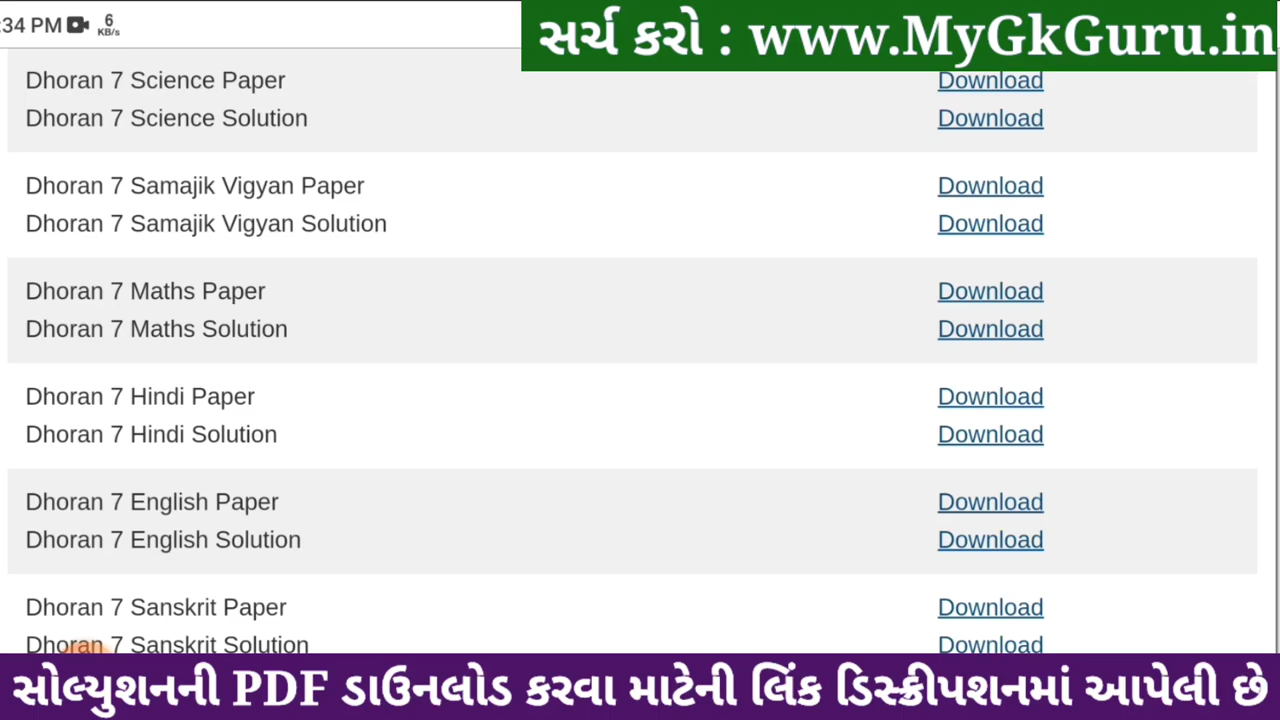 :34 PM 6 KB/s
સર્ચ કરો : www.MyGkGuru.in
Dhoran 7 Science Paper Download
Dhoran 7 Science Solution Download
Dhoran 7 Samajik Vigyan Paper Download
Dhoran 7 Samajik Vigyan Solution Download
Dhoran 7 Maths Paper Download
Dhoran 7 Maths Solution Download
Dhoran 7 Hindi Paper Download
Dhoran 7 Hindi Solution Download
Dhoran 7 English Paper Download
Dhoran 7 English Solution Download
Dhoran 7 Sanskrit Paper Download
Dhoran 7 Sanskrit Solution Download
સોલ્યુશનની PDF ડાઉનલોડ કરવા માટેની લિંક ડિસ્ક્રીપશનમાં આપેલી છે